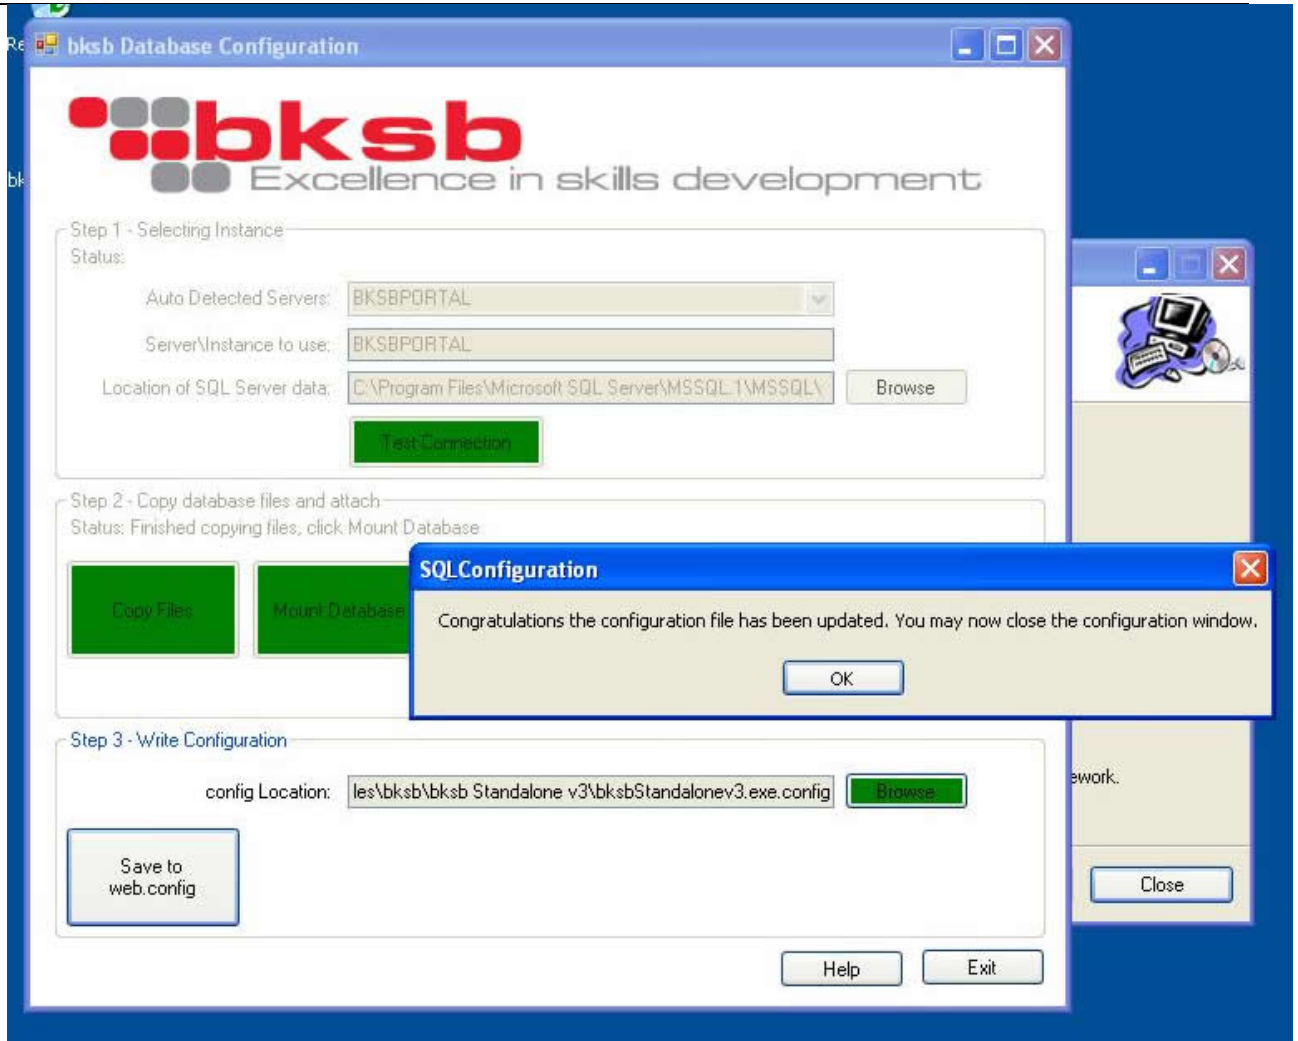 Re
bksb Database Configuration
bksb
Excellence in skills development
bk
Step 1 - Selecting Instance
Status:
Auto Detected Servers:
BKSBPORTAL
Server\Instance to use:
BKSBPORTAL
Location of SQL Server data:
C:\Program Files\Microsoft SQL Server\MSSQL.1\MSSQL\
Browse
Test Connection
Step 2 - Copy database files and attach
Status: Finished copying files, click Mount Database
Copy Files
Mount Database
SQLConfiguration
Congratulations the configuration file has been updated. You may now close the configuration window.
OK
Step 3 - Write Configuration
config Location:
les\bksb\bksb Standalone v3\bksbStandalonev3.exe.config
Browse
ework.
Save to
web.config
Close
Help
Exit